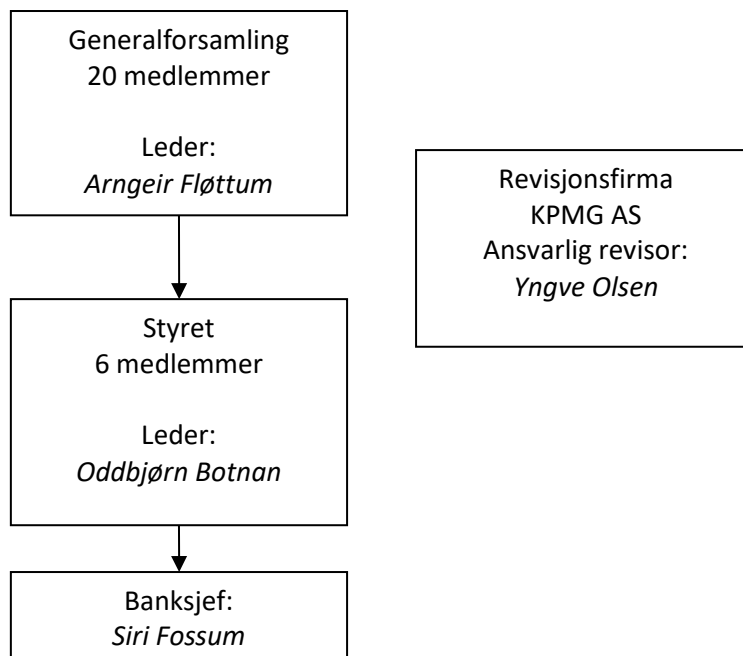 Generalforsamling
20 medlemmer
Leder:
Arngeir Fløttum
Revisjonsfirma
KPMG AS
Ansvarlig revisor:
Yngve Olsen
Styret
6 medlemmer
Leder:
Oddbjørn Botnan
Banksjef:
Siri Fossum